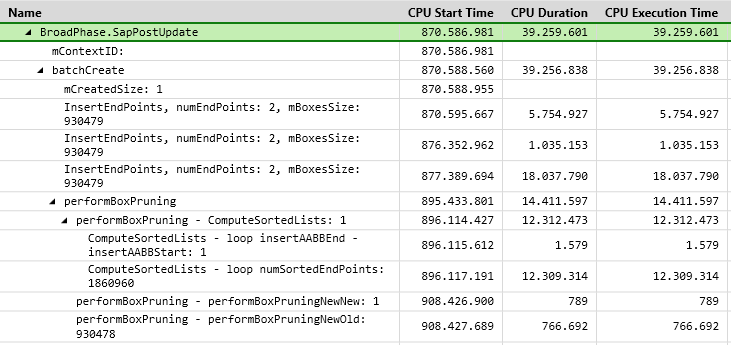 Name CPU Start Time CPU Duration CPU Execution Time
BroadPhase.SapPostUpdate 870.586.981 39.259.601 39.259.601
mContextID: 870.586.981
batchCreate 870.588.560 39.256.838 39.256.838
mCreatedSize: 1 870.588.955
InsertEndPoints, numEndPoints: 2, mBoxesSize: 870.595.667 5.754.927 5.754.927
930479
InsertEndPoints, numEndPoints: 2, mBoxesSize: 876.352.962 1.035.153 1.035.153
930479
InsertEndPoints, numEndPoints: 2, mBoxesSize: 877.389.694 18.037.790 18.037.790
930479
performBoxPruning 895.433.801 14.411.597 14.411.597
performBoxPruning - ComputeSortedLists: 1 896.114.427 12.312.473 12.312.473
ComputeSortedLists - loop insertAABBEnd - 896.115.612 1.579 1.579
insertAABBStart: 1
ComputeSortedLists - loop numSortedEndPoints: 896.117.191 12.309.314 12.309.314
1860960
performBoxPruning - performBoxPruningNewNew: 1 908.426.900 789 789
performBoxPruning - performBoxPruningNewOld: 908.427.689 766.692 766.692
930478